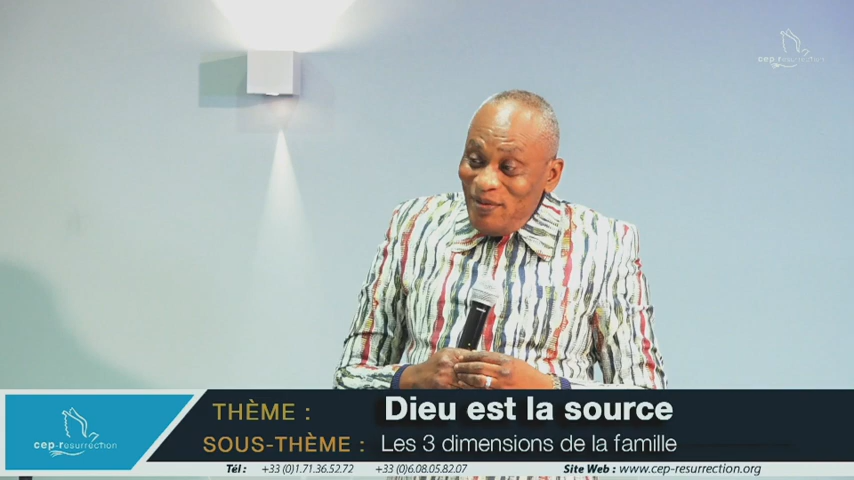 cep-resurrection
THÈME : Dieu est la source
cep-resurrection
SOUS-THÈME : Les 3 dimensions de la famille
Tél : +33 (0)1.71.36.52.72 +33 (0)6.08.05.82.07 Site Web : www.cep-resurrection.org